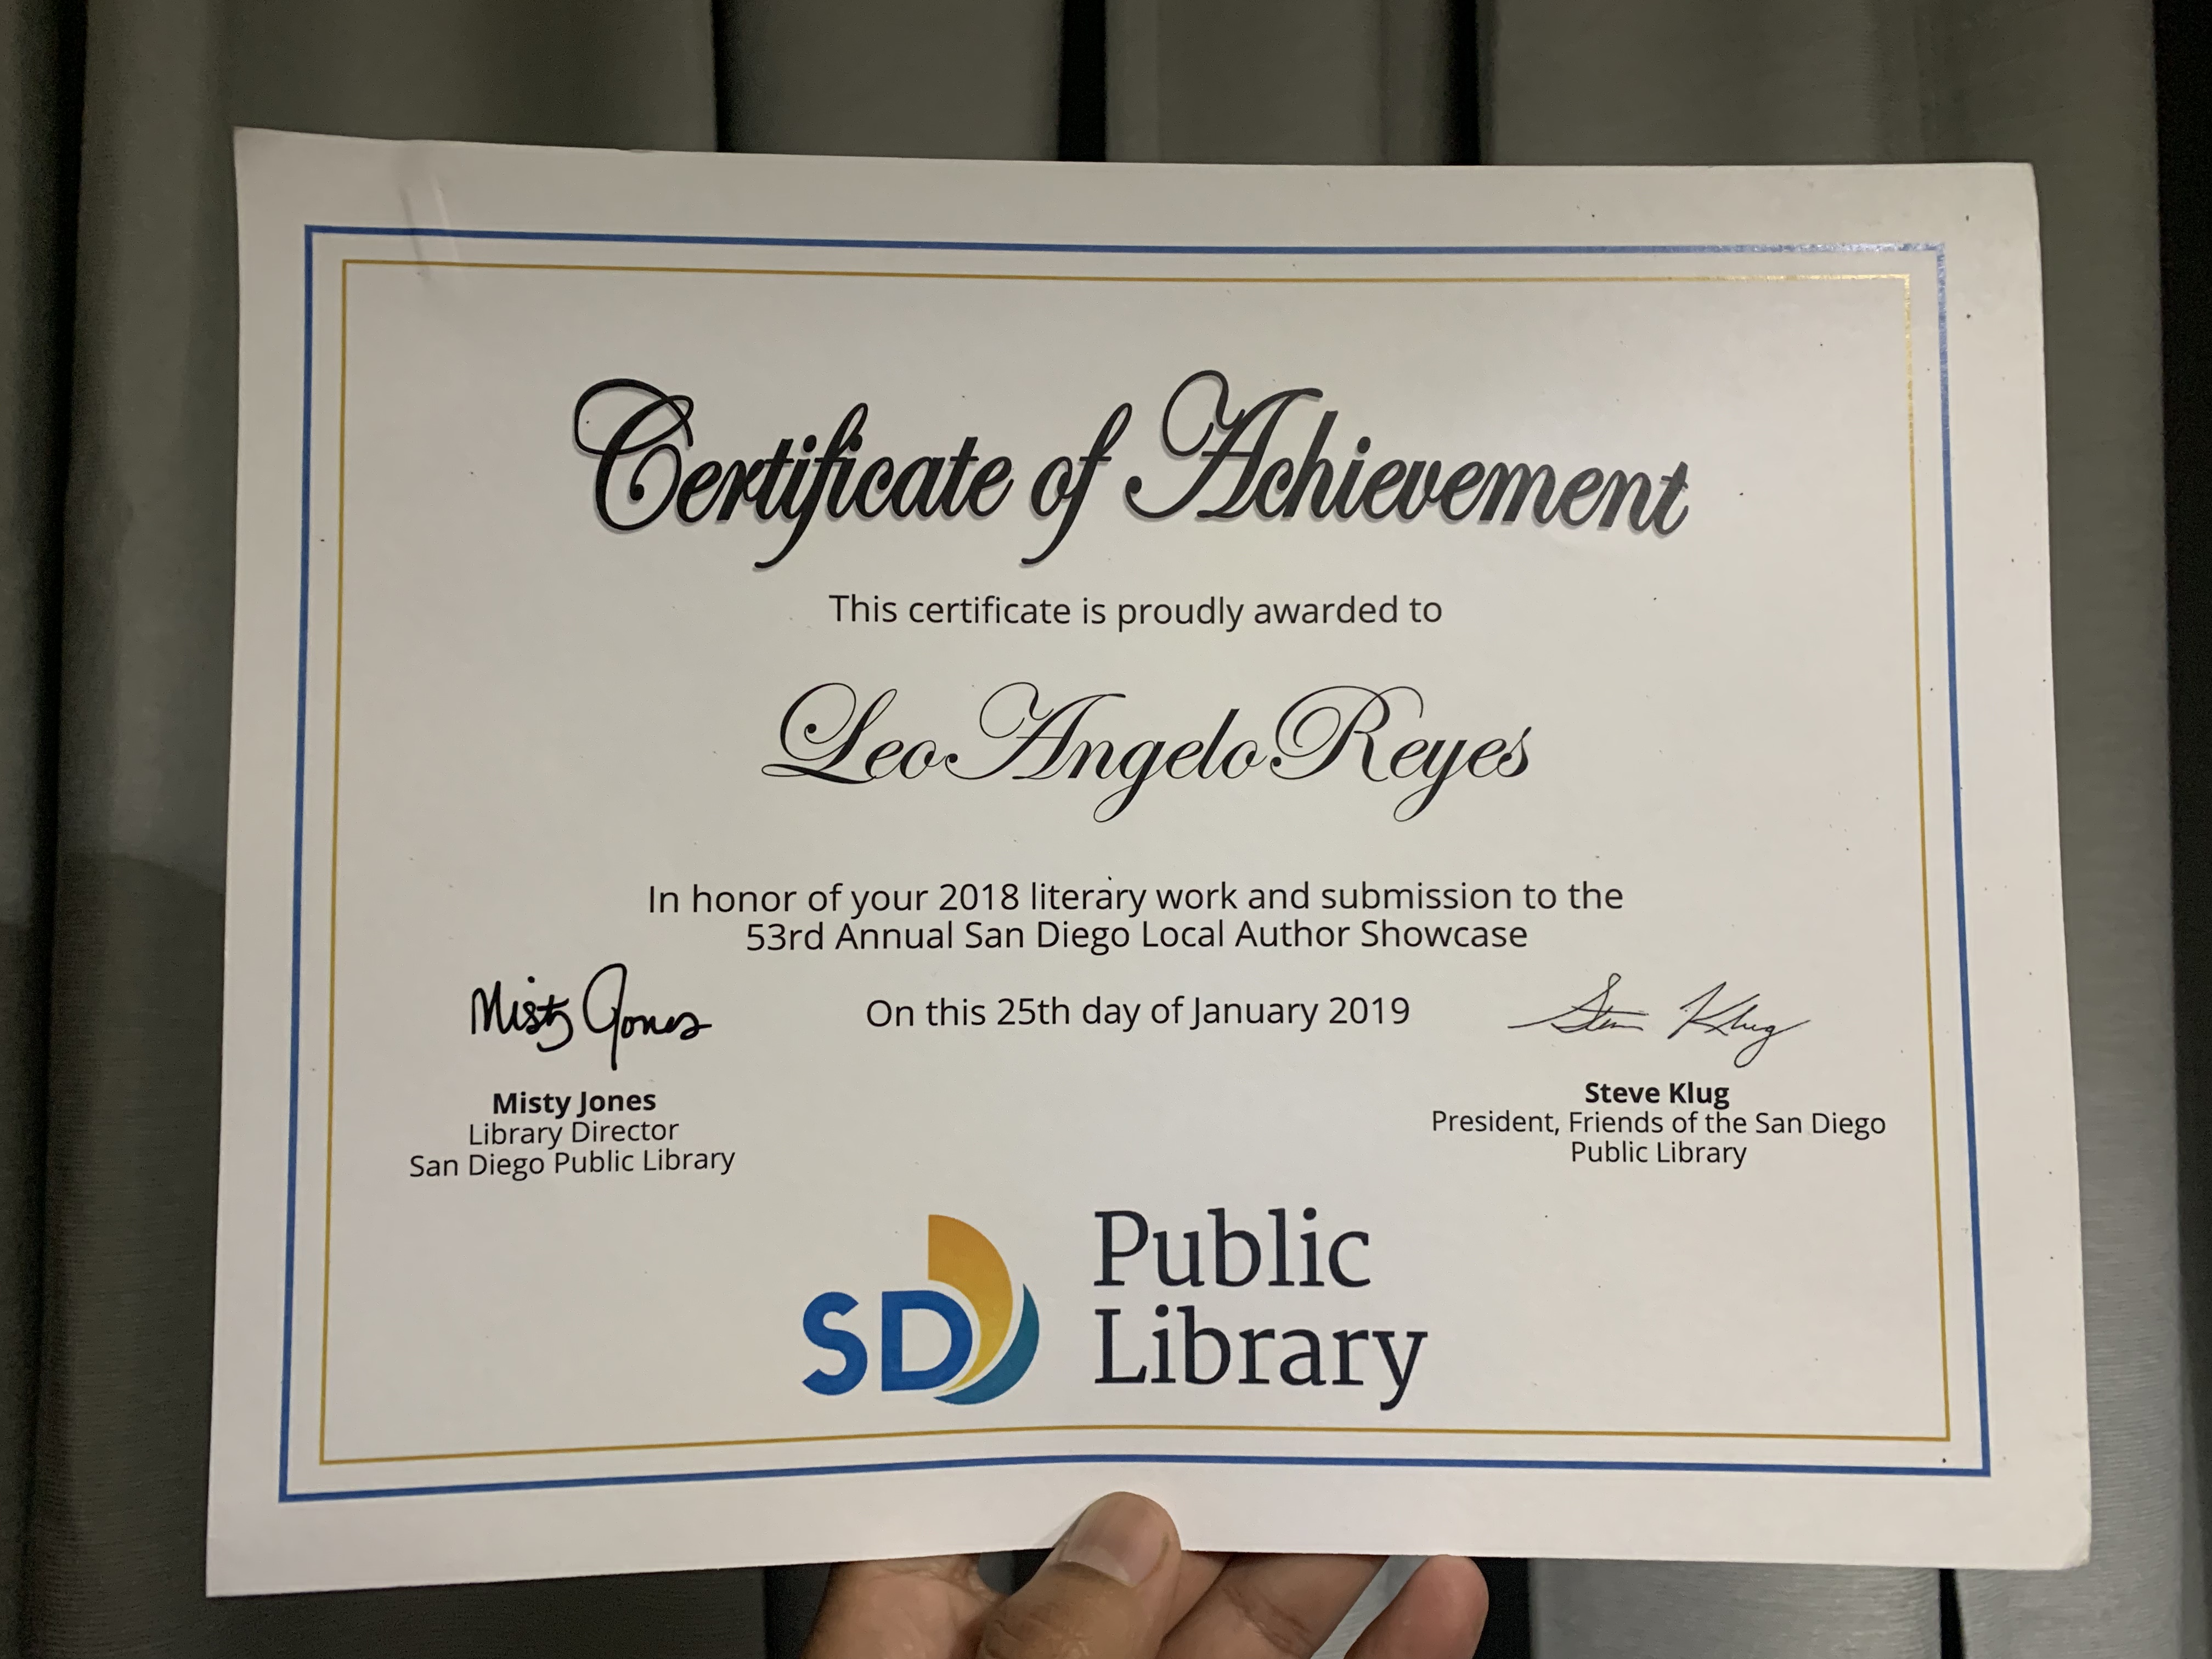 Certificate of Achievement
This certificate is proudly awarded to
Leo Angelo Reyes
In honor of your 2018 literary work and submission to the
53rd Annual San Diego Local Author Showcase
On this 25th day of January 2019
Misty Jones
Misty Jones
Library Director
San Diego Public Library
Steve Klug
Steve Klug
President, Friends of the San Diego
Public Library
SD
Public
Library